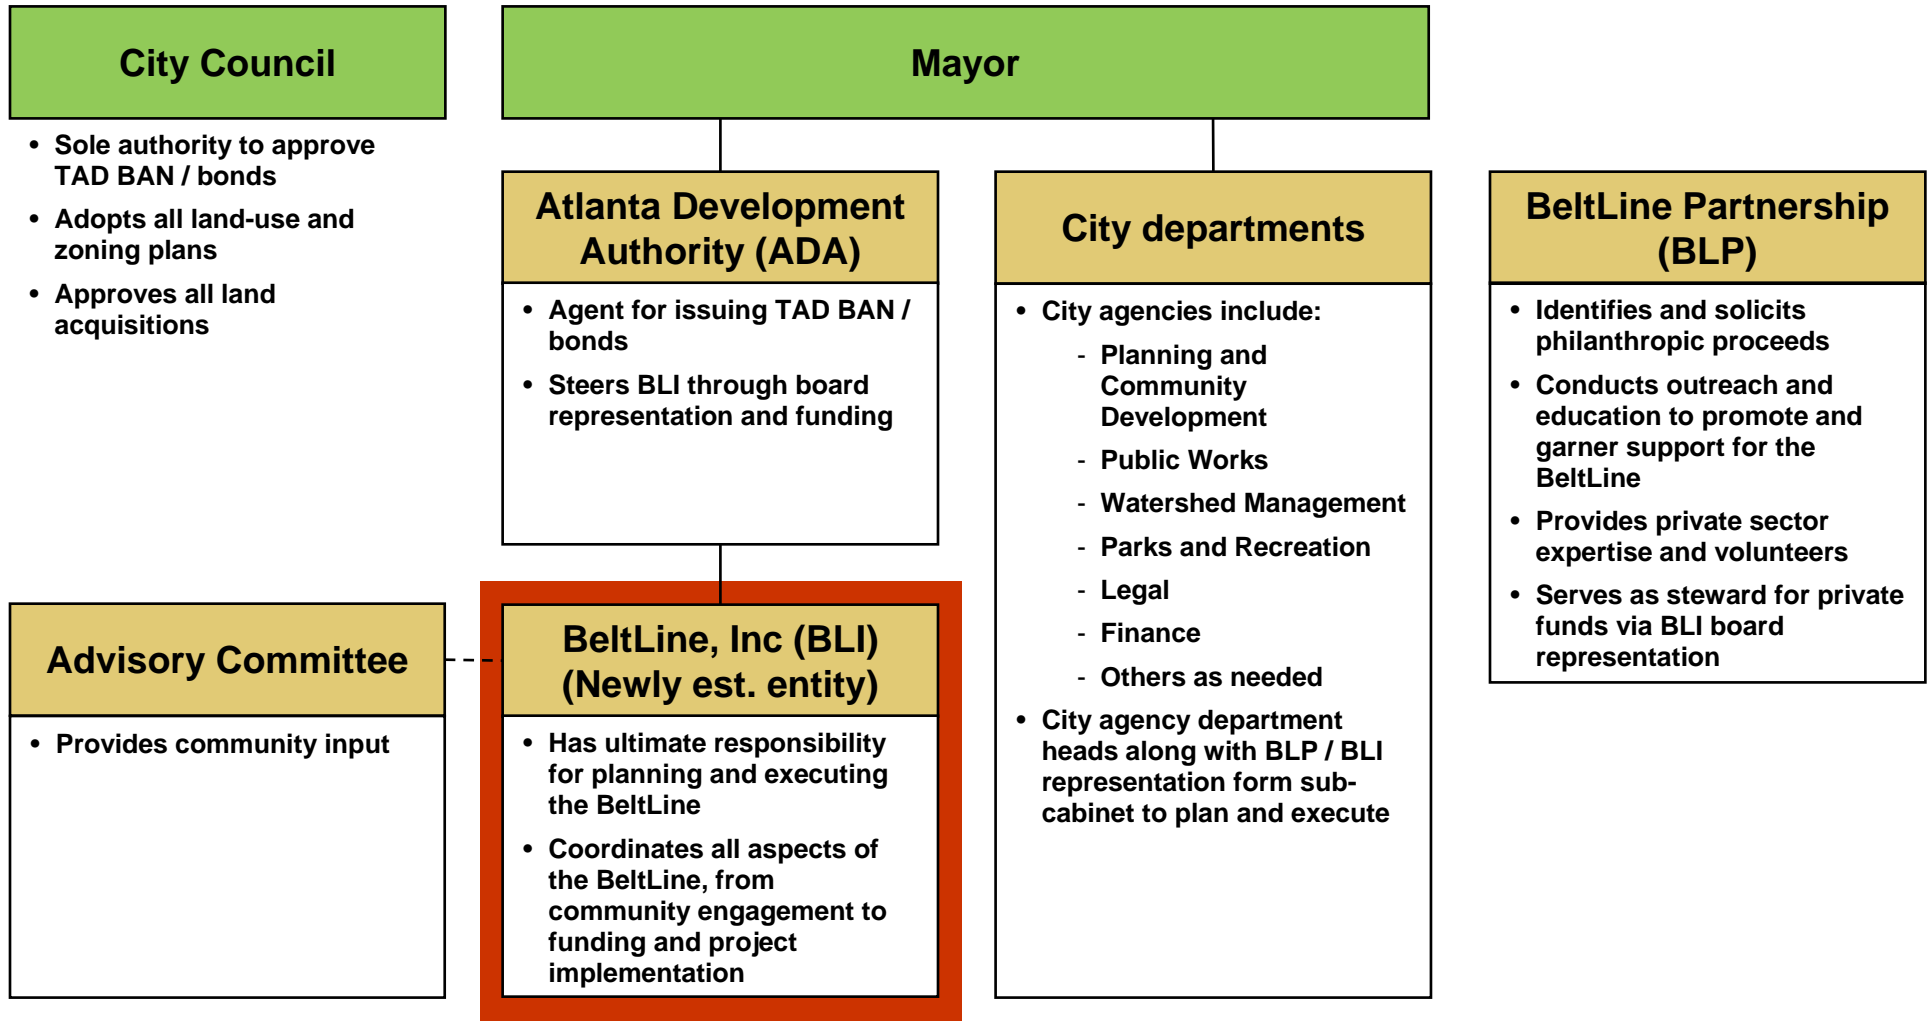 City Council
• Sole authority to approve
TAD BAN / bonds
• Adopts all land-use and
zoning plans
• Approves all land
acquisitions
Mayor
Atlanta Development
Authority (ADA)
• Agent for issuing TAD BAN /
bonds
• Steers BLI through board
representation and funding
City departments
• City agencies include:
- Planning and
Community
Development
- Public Works
- Watershed Management
- Parks and Recreation
- Legal
- Finance
- Others as needed
• City agency department
heads along with BLP / BLI
representation form sub-
cabinet to plan and execute
BeltLine Partnership
(BLP)
• Identifies and solicits
philanthropic proceeds
• Conducts outreach and
education to promote and
garner support for the
BeltLine
• Provides private sector
expertise and volunteers
• Serves as steward for private
funds via BLI board
representation
Advisory Committee
• Provides community input
BeltLine, Inc (BLI)
(Newly est. entity)
• Has ultimate responsibility
for planning and executing
the BeltLine
• Coordinates all aspects of
the BeltLine, from
community engagement to
funding and project
implementation